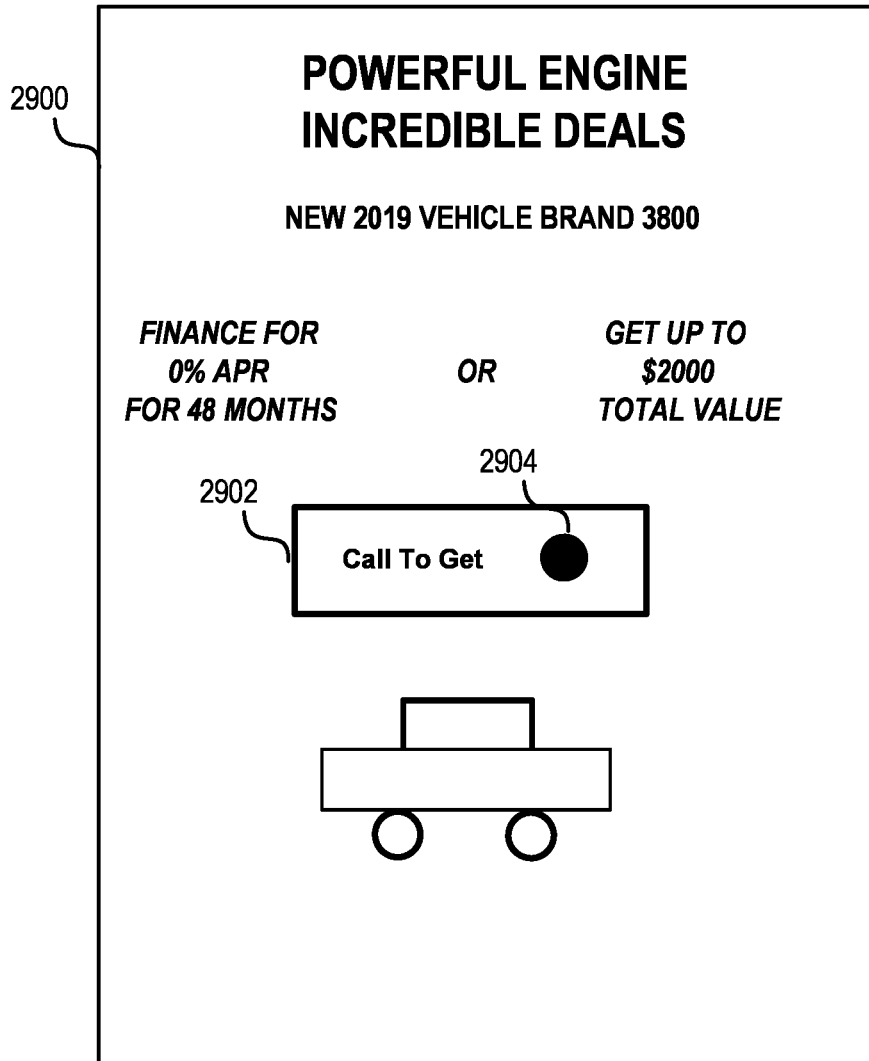 2900
POWERFUL ENGINE
INCREDIBLE DEALS
NEW 2019 VEHICLE BRAND 3800
FINANCE FOR
0% APR
FOR 48 MONTHS
OR
GET UP TO
$2000
TOTAL VALUE
2902
2904
Call To Get